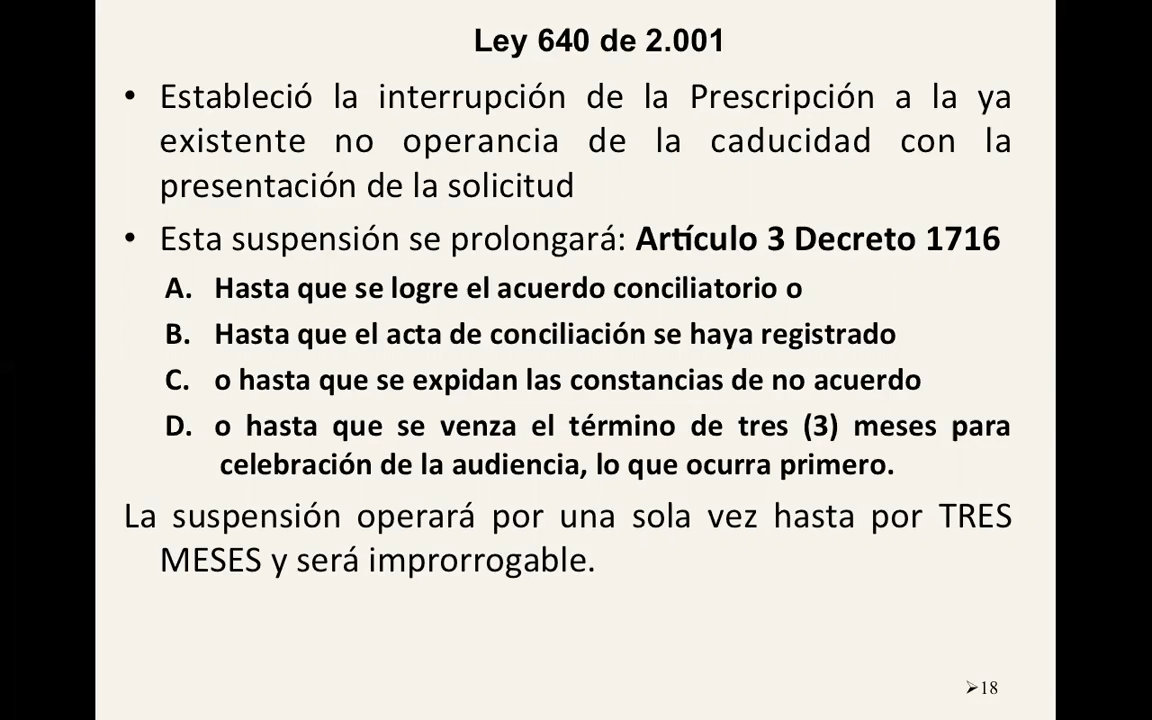 Ley 640 de 2.001
• Estableció la interrupción de la Prescripción a la ya
existente no operancia de la caducidad con la
presentación de la solicitud
• Esta suspensión se prolongará: Artículo 3 Decreto 1716
A. Hasta que se logre el acuerdo conciliatorio o
B. Hasta que el acta de conciliación se haya registrado
C. o hasta que se expidan las constancias de no acuerdo
D. o hasta que se venza el término de tres (3) meses para
celebración de la audiencia, lo que ocurra primero.
La suspensión operará por una sola vez hasta por TRES
MESES y será improrrogable.
➢18